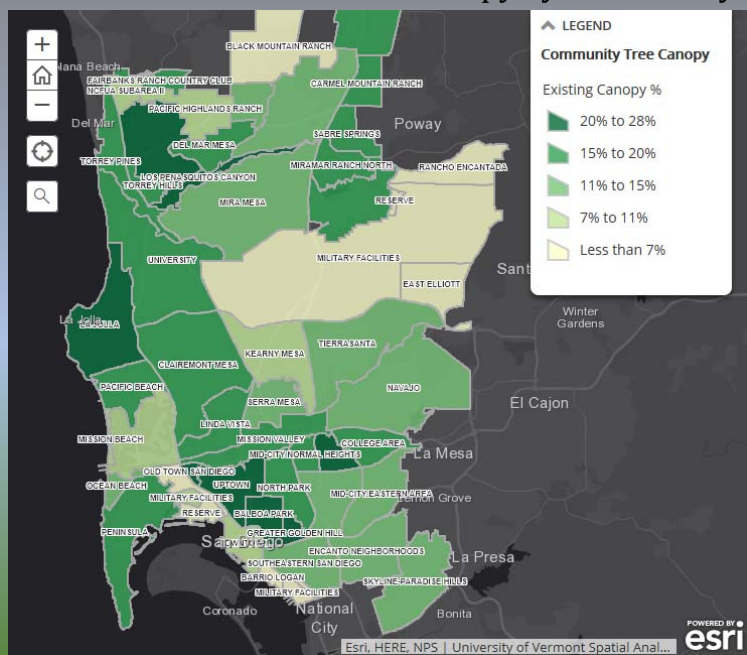 LEGEND
Community Tree Canopy
Existing Canopy %
20% to 28%
15% to 20%
11% to 15%
7% to 11%
Less than 7%
BLACK MOUNTAIN RANCH
FAIRBANKS RANCH COUNTRY CLUB
NCFUA SUBAREA II
CARMEL MOUNTAIN RANCH
PACIFIC HIGHLANDS RANCH
Del Mar
SABRE SPRINGS
Poway
DEL MAR MESA
TORREY PINES
LOS PENASQUITOS CANYON
TORREY HILLS
MIRAMAR RANCH NORTH
RANCHO ENCANTADA
MIRA MESA
RESERVE
UNIVERSITY
MILITARY FACILITIES
EAST ELLIOTT
Winter
Gardens
KEARNY MESA
TIERRASANTA
CLAIREMONT MESA
PACIFIC BEACH
NAVAJO
SERRA MESA
El Cajon
LINDA VISTA
MISSION BEACH
MISSION VALLEY
COLLEGE AREA
MID-CITY:NORMAL HEIGHTS
La Mesa
OLD TOWN SAN DIEGO
OCEAN BEACH
UPTOWN
NORTH PARK
MID-CITY:EASTERN AREA
MILITARY FACILITIES
Lemon Grove
RESERVE
BALBOA PARK
PENINSULA
GREATER GOLDEN HILL
San Diego
ENCANTO NEIGHBORHOODS
La Presa
SOUTHEASTERN SAN DIEGO
BARRIO LOGAN
SKYLINE-PARADISE HILLS
MILITARY FACILITIES
Coronado
National
City
Bonita
Esri, HERE, NPS | University of Vermont Spatial Anal...
POWERED BY
esri